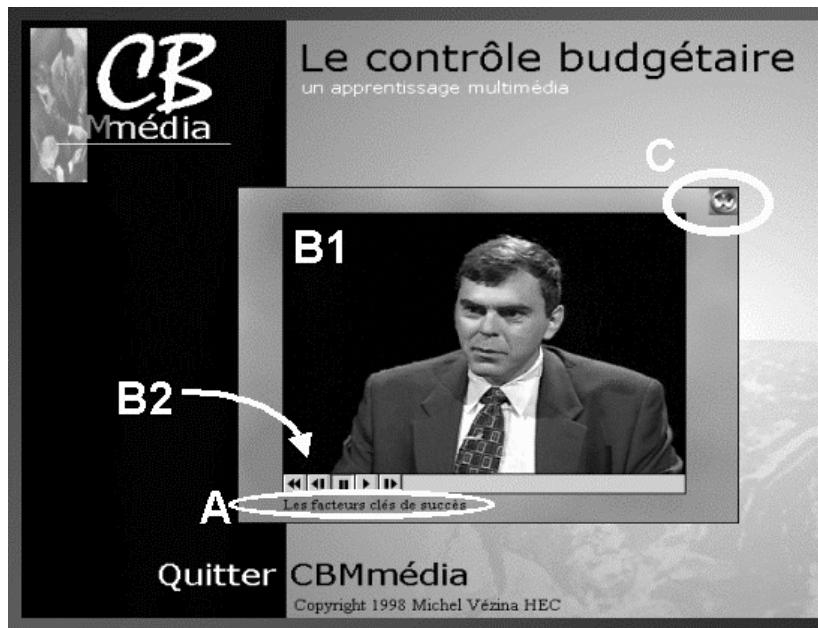 CB
Mmédia
Le contrôle budgétaire
un apprentissage multimédia
C
B1
B2
A
Les facteurs clés de succès
Quitter CBMmédia
Copyright 1998 Michel Vézina HEC